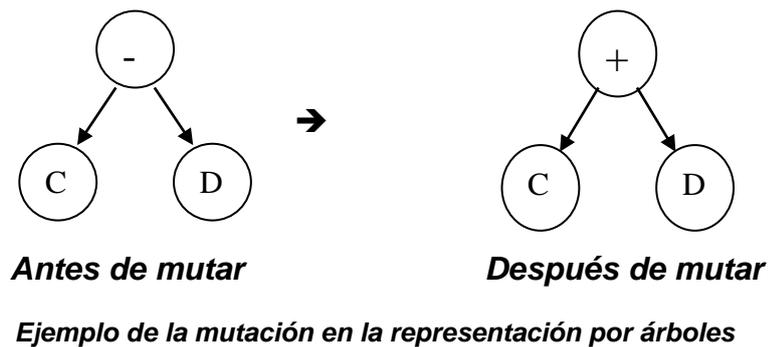 - +
C D C D
Antes de mutar Después de mutar
Ejemplo de la mutación en la representación por árboles